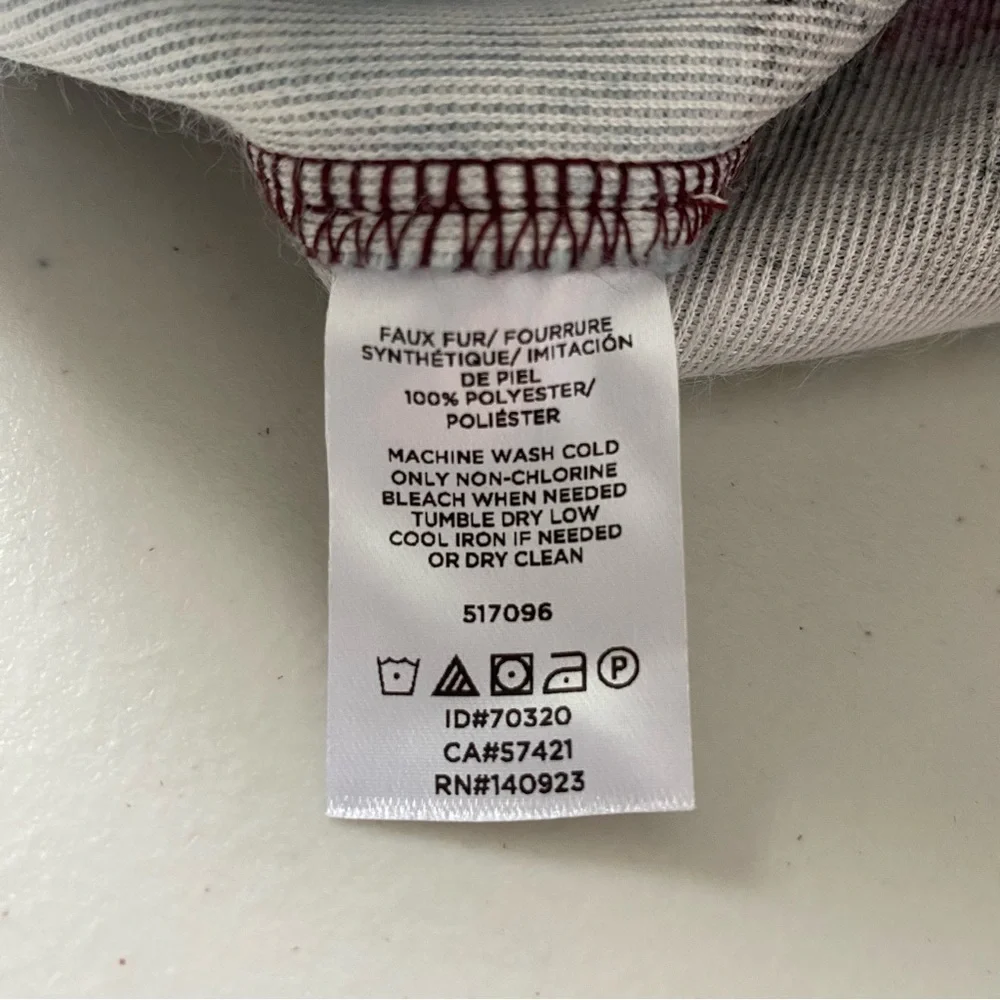 FAUX FUR/ FOURRURE
SYNTHÉTIQUE/ IMITACIÓN
DE PIEL
100% POLYESTER/
POLIÉSTER
MACHINE WASH COLD
ONLY NON-CHLORINE
BLEACH WHEN NEEDED
TUMBLE DRY LOW
COOL IRON IF NEEDED
OR DRY CLEAN
517096
P
ID#70320
CA#57421
RN#140923